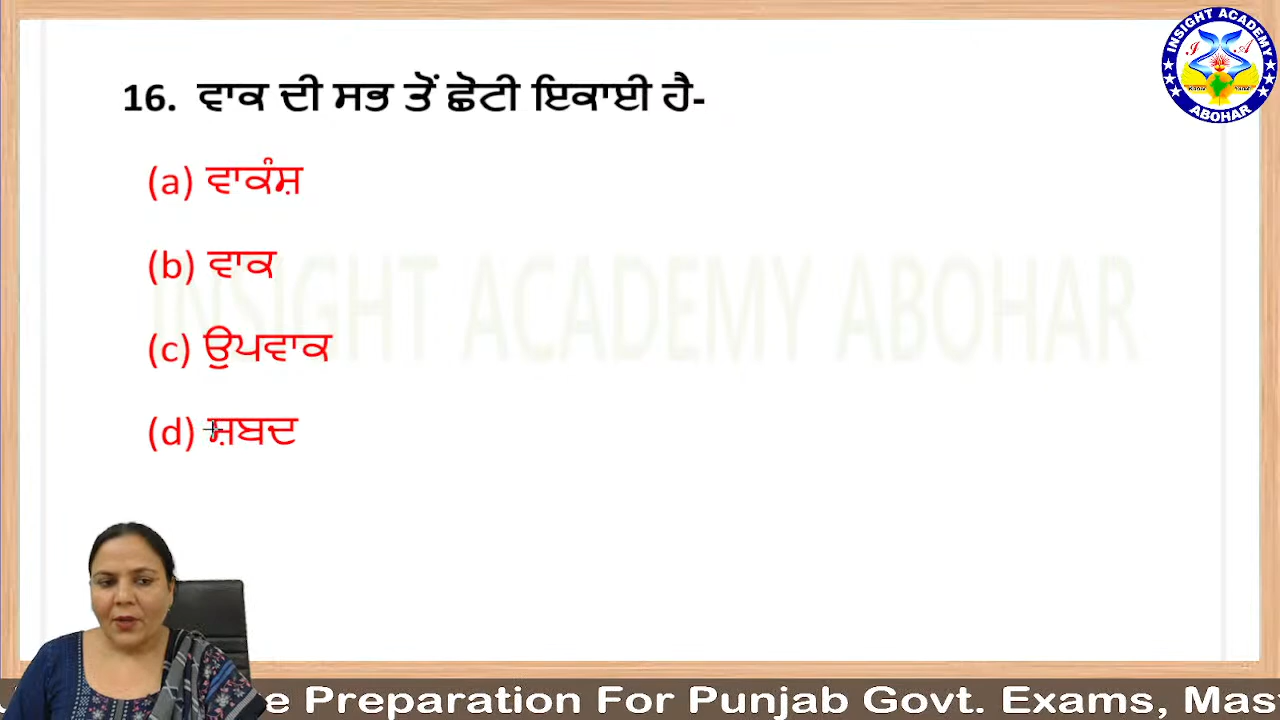 INSIGHT ACADEMY
ABOHAR
16. ਵਾਕ ਦੀ ਸਭ ਤੋਂ ਛੋਟੀ ਇਕਾਈ ਹੈ-
(a) ਵਾਕੰਸ਼
(b) ਵਾਕ
(c) ਉਪਵਾਕ
(d) ਸ਼ਬਦ
INSIGHT ACADEMY ABOHAR
e Preparation For Punjab Govt. Exams, Mas